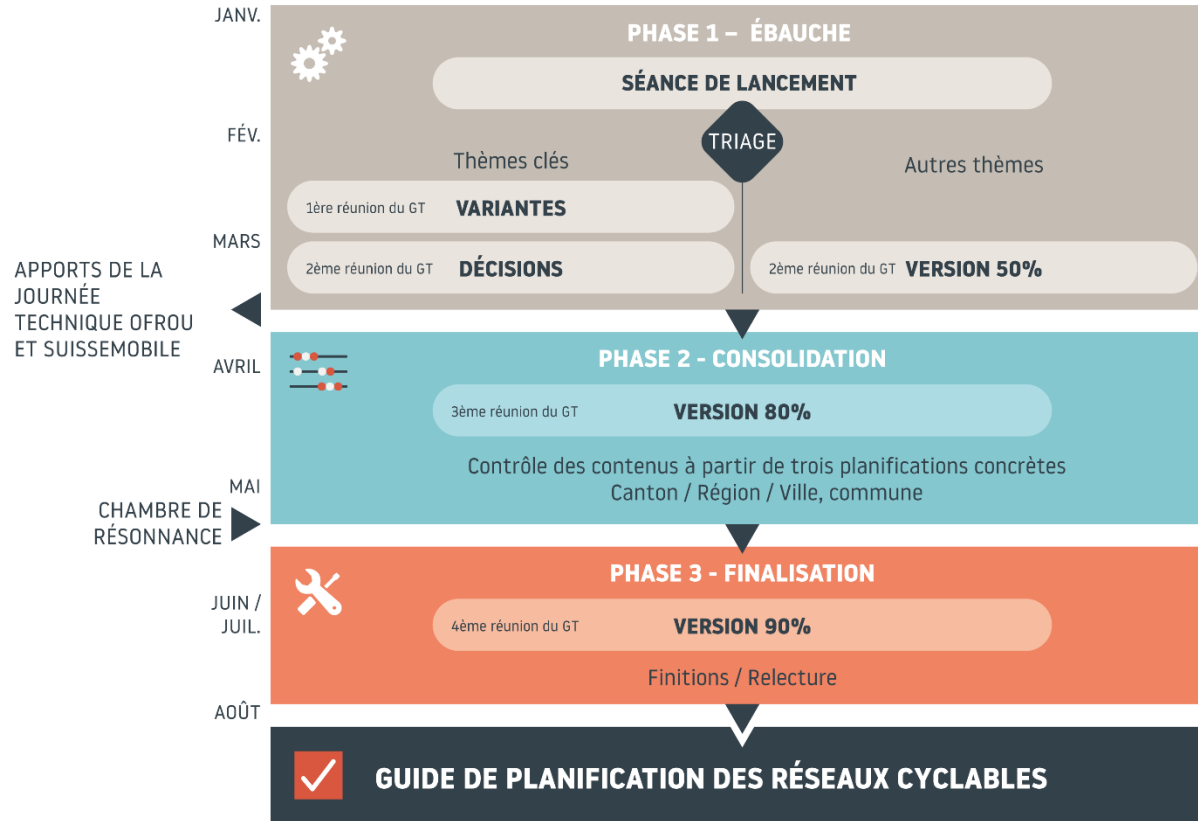 JANV.
PHASE 1 – ÉBAUCHE
SÉANCE DE LANCEMENT
FÉV.
TRIAGE
Thèmes clés
Autres thèmes
1ère réunion du GT VARIANTES
MARS
2ème réunion du GT DÉCISIONS
2ème réunion du GT VERSION 50%
APPORTS DE LA
JOURNÉE
TECHNIQUE OFROU
ET SUISSEMOBILE
AVRIL
PHASE 2 - CONSOLIDATION
3ème réunion du GT VERSION 80%
Contrôle des contenus à partir de trois planifications concrètes
Canton / Région / Ville, commune
MAI
CHAMBRE DE
RÉSONNANCE
PHASE 3 - FINALISATION
JUIN /
JUIL.
4ème réunion du GT VERSION 90%
Finitions / Relecture
AOÛT
GUIDE DE PLANIFICATION DES RÉSEAUX CYCLABLES